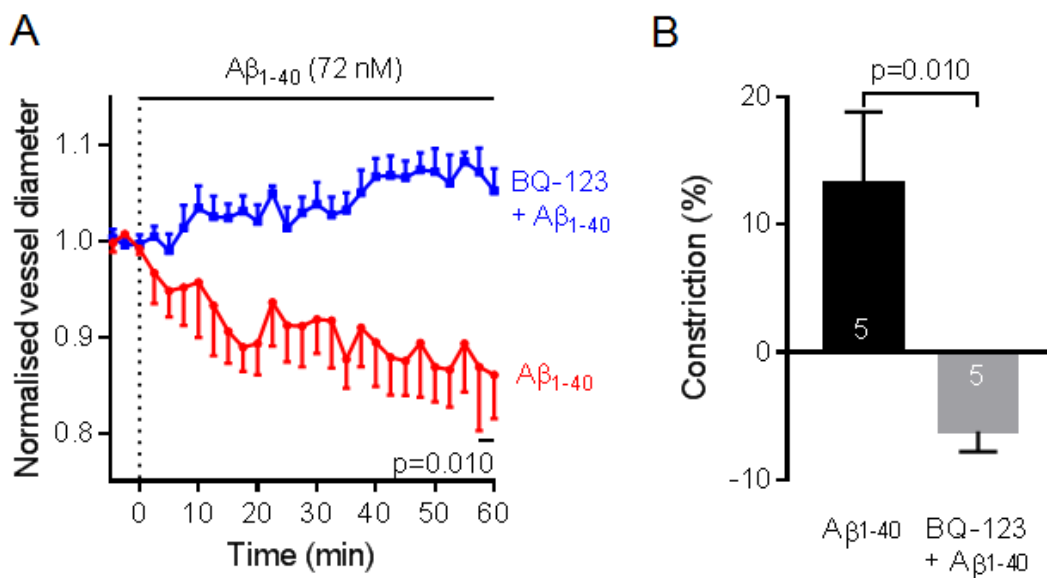 A
Aβ1-40 (72 nM)
Normalised vessel diameter
1.1
1.0
0.9
0.8
BQ-123
+ Aβ1-40
Aβ1-40
p=0.010
0 10 20 30 40 50 60
Time (min)
B
p=0.010
Constriction (%)
20
10
0
-10
5
5
Aβ1-40
BQ-123
+ Aβ1-40